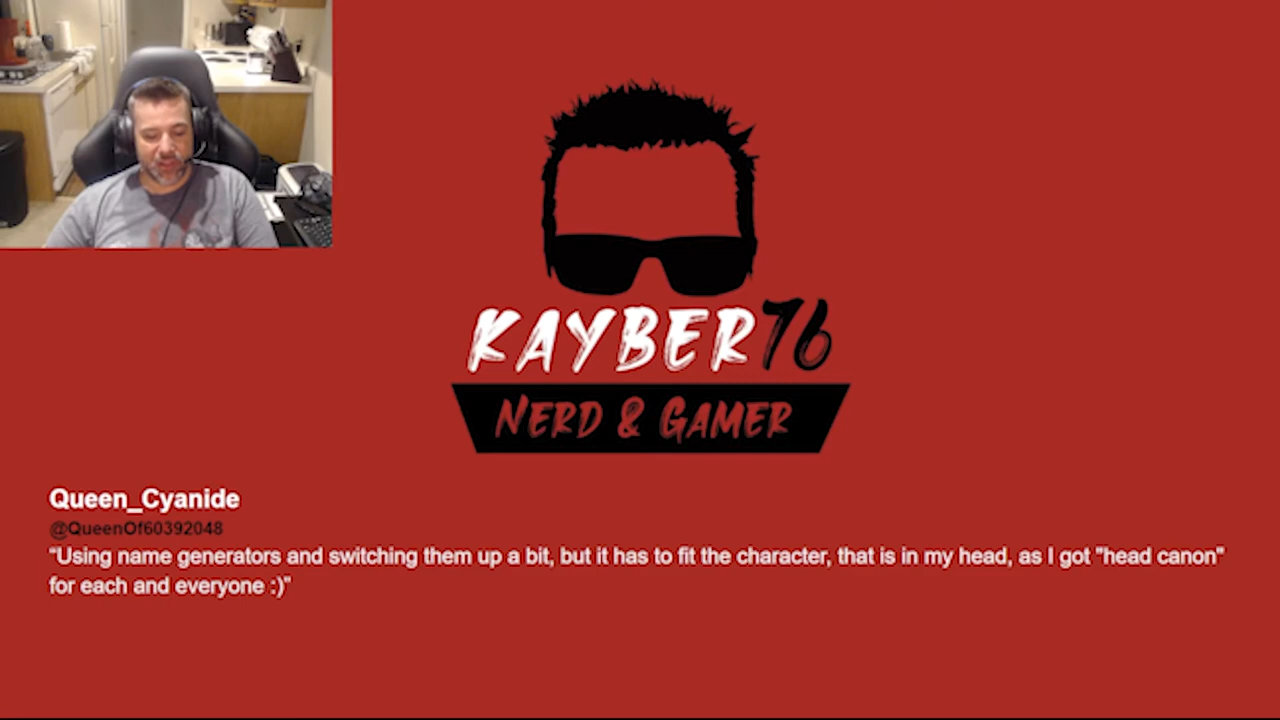 KAYBER76
NERD & GAMER
Queen_Cyanide
@QueenOf60392048
“Using name generators and switching them up a bit, but it has to fit the character, that is in my head, as I got "head canon"
for each and everyone :)”